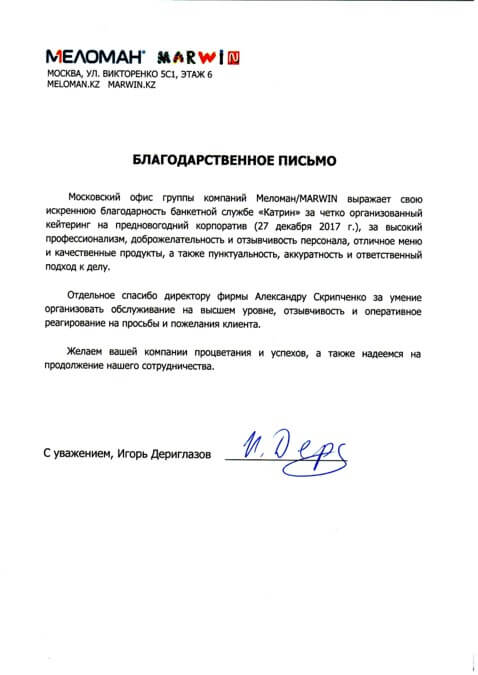 МЕЛОМАН MARWIN
МОСКВА, УЛ. ВИКТОРЕНКО 5С1, ЭТАЖ 6
MELOMAN.KZ MARWIN.KZ
БЛАГОДАРСТВЕННОЕ ПИСЬМО
Московский офис группы компаний Меломан/MARWIN выражает свою
искреннюю благодарность банкетной службе «Катрин» за четко организованный
кейтеринг на предновогодний корпоратив (27 декабря 2017 г.), за высокий
профессионализм, доброжелательность и отзывчивость персонала, отличное меню
и качественные продукты, а также пунктуальность, аккуратность и ответственный
подход к делу.
Отдельное спасибо директору фирмы Александру Скрипченко за умение
организовать обслуживание на высшем уровне, отзывчивость и оперативное
реагирование на просьбы и пожелания клиента.
Желаем вашей компании процветания и успехов, а также надеемся на
продолжение нашего сотрудничества.
С уважением, Игорь Дериглазов И. Дерг